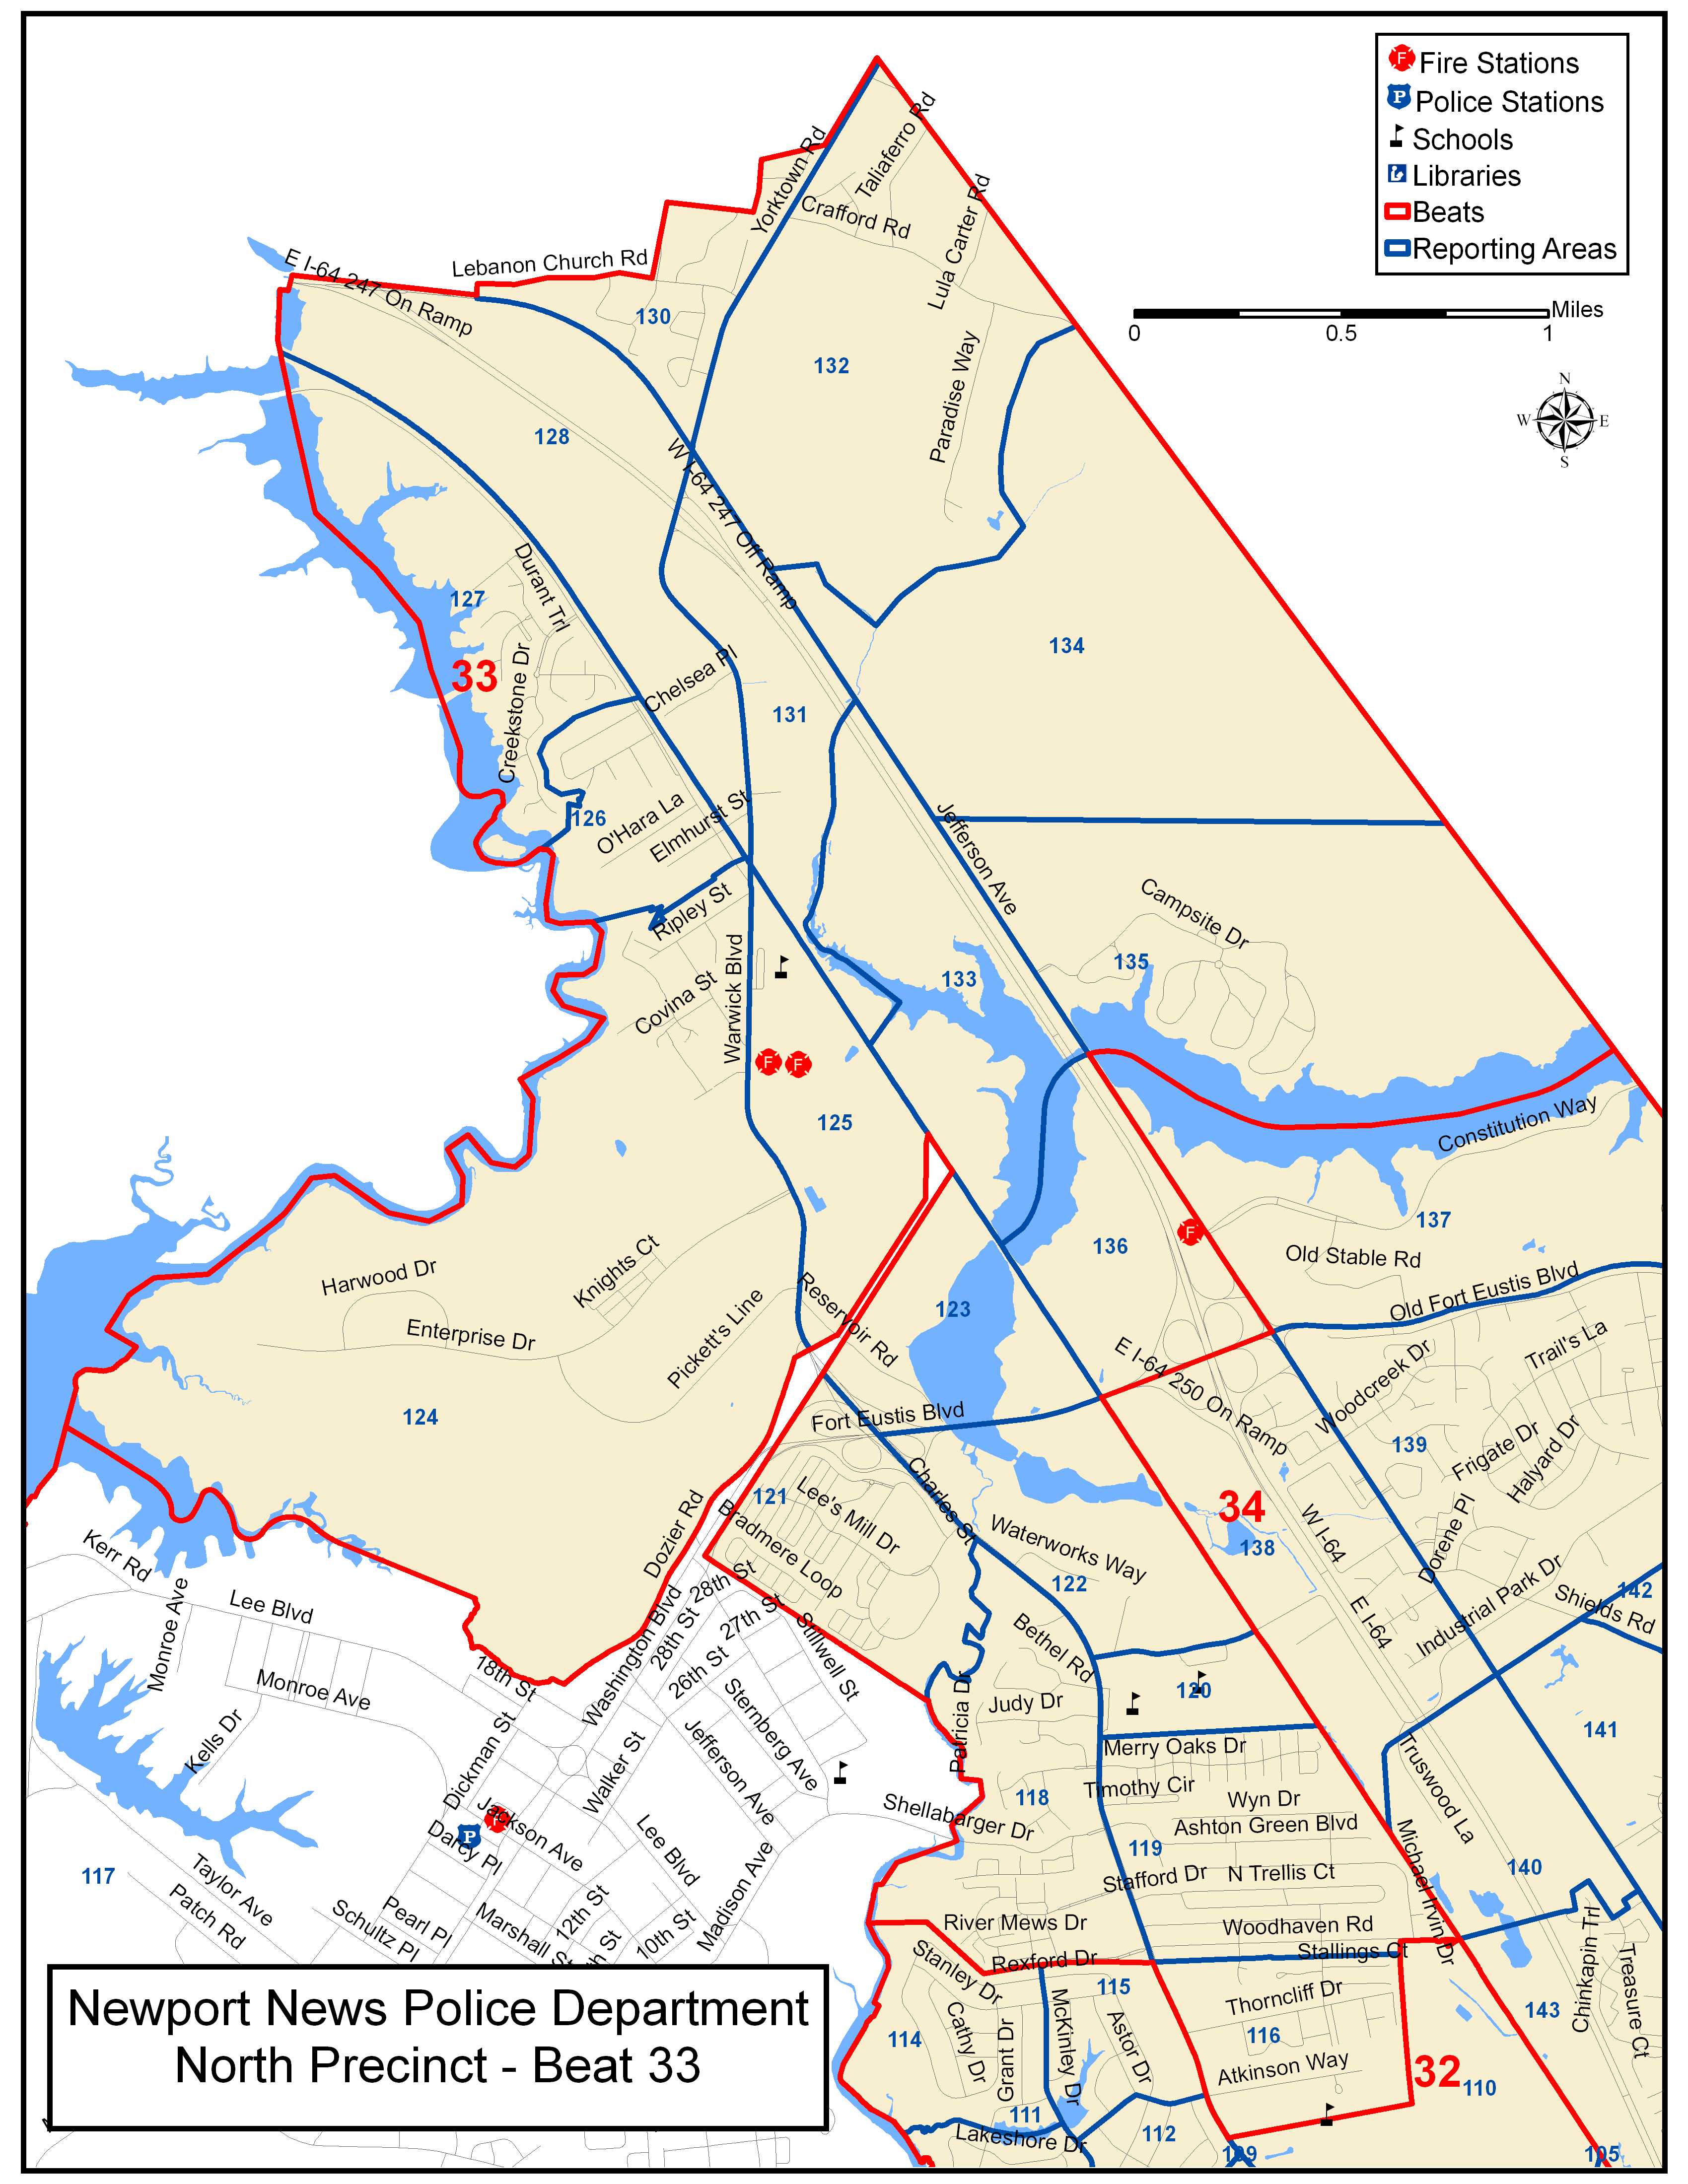 Fire Stations
Police Stations
Schools
Libraries
Beats
Reporting Areas
Miles
0 0.5 1
N
W E
S
Yorktown Rd
Taliaferro Rd
Crafford Rd
Lula Carter Rd
Lebanon Church Rd
E I-64 247 On Ramp
130
132
Paradise Way
128
W I-64 247 Off Ramp
Durant Trl
127
134
Chelsea Pl
33
Creekstone Dr
131
126
O'Hara La
Elmhurst St
Jefferson Ave
Ripley St
Campsite Dr
Warwick Blvd
135
133
Covina St
F F
125
Constitution Way
137
F
136
Old Stable Rd
Harwood Dr
Knights Ct
Reservoir Rd
123
Old Fort Eustis Blvd
Enterprise Dr
Pickett's Line
E I-64 250 On Ramp
Trail's La
Woodcreek Dr
124
Fort Eustis Blvd
139
Frigate Dr
Halyard Dr
Charles St
121
Lee's Mill Dr
34
Dozier Rd
Bradmere Loop
Waterworks Way
W I-64
Dorene Pl
138
Kerr Rd
28th St
122
Industrial Park Dr
142
Shields Rd
Monroe Ave
Lee Blvd
Washington Blvd
28th St
27th St
Stillwell St
Bethel Rd
E I-64
18th St
26th St
120
Monroe Ave
Sternberg Ave
Patricia Dr
Judy Dr
141
Kells Dr
Dickman St
Walker St
Jefferson Ave
Merry Oaks Dr
Truswood La
Timothy Cir
118
Wyn Dr
Jackson Ave
F
P
Darcy Pl
Shellabarger Dr
Ashton Green Blvd
Lee Blvd
119
Michael Irvin Dr
117
Taylor Ave
Stafford Dr
N Trellis Ct
140
Patch Rd
Madison Ave
12th St
Pearl Pl
Schultz Pl
Marshall St
10th St
River Mews Dr
Woodhaven Rd
Chinkapin Trl
Stallings Ct
Rexford Dr
Stanley Dr
Treasure Ct
115
Thorncliff Dr
143
Newport News Police Department
North Precinct - Beat 33
114
Cathy Dr
Grant Dr
McKinley Dr
Astor Dr
116
Atkinson Way
32
110
111
Lakeshore Dr
112
109
105